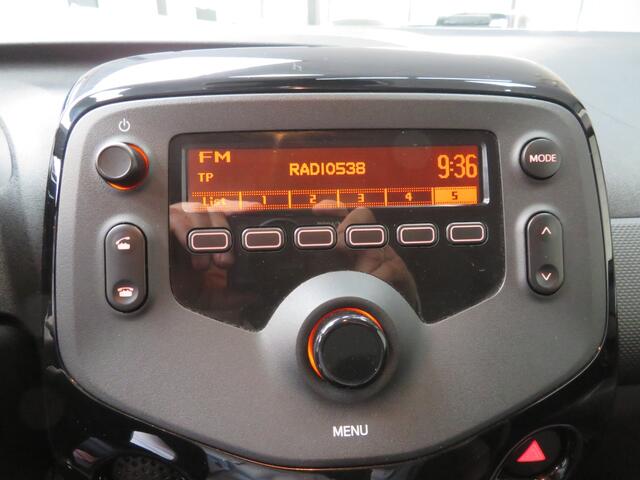 FM RADIO538 9:36
TP
List 1 2 3 4 5
MODE
MENU